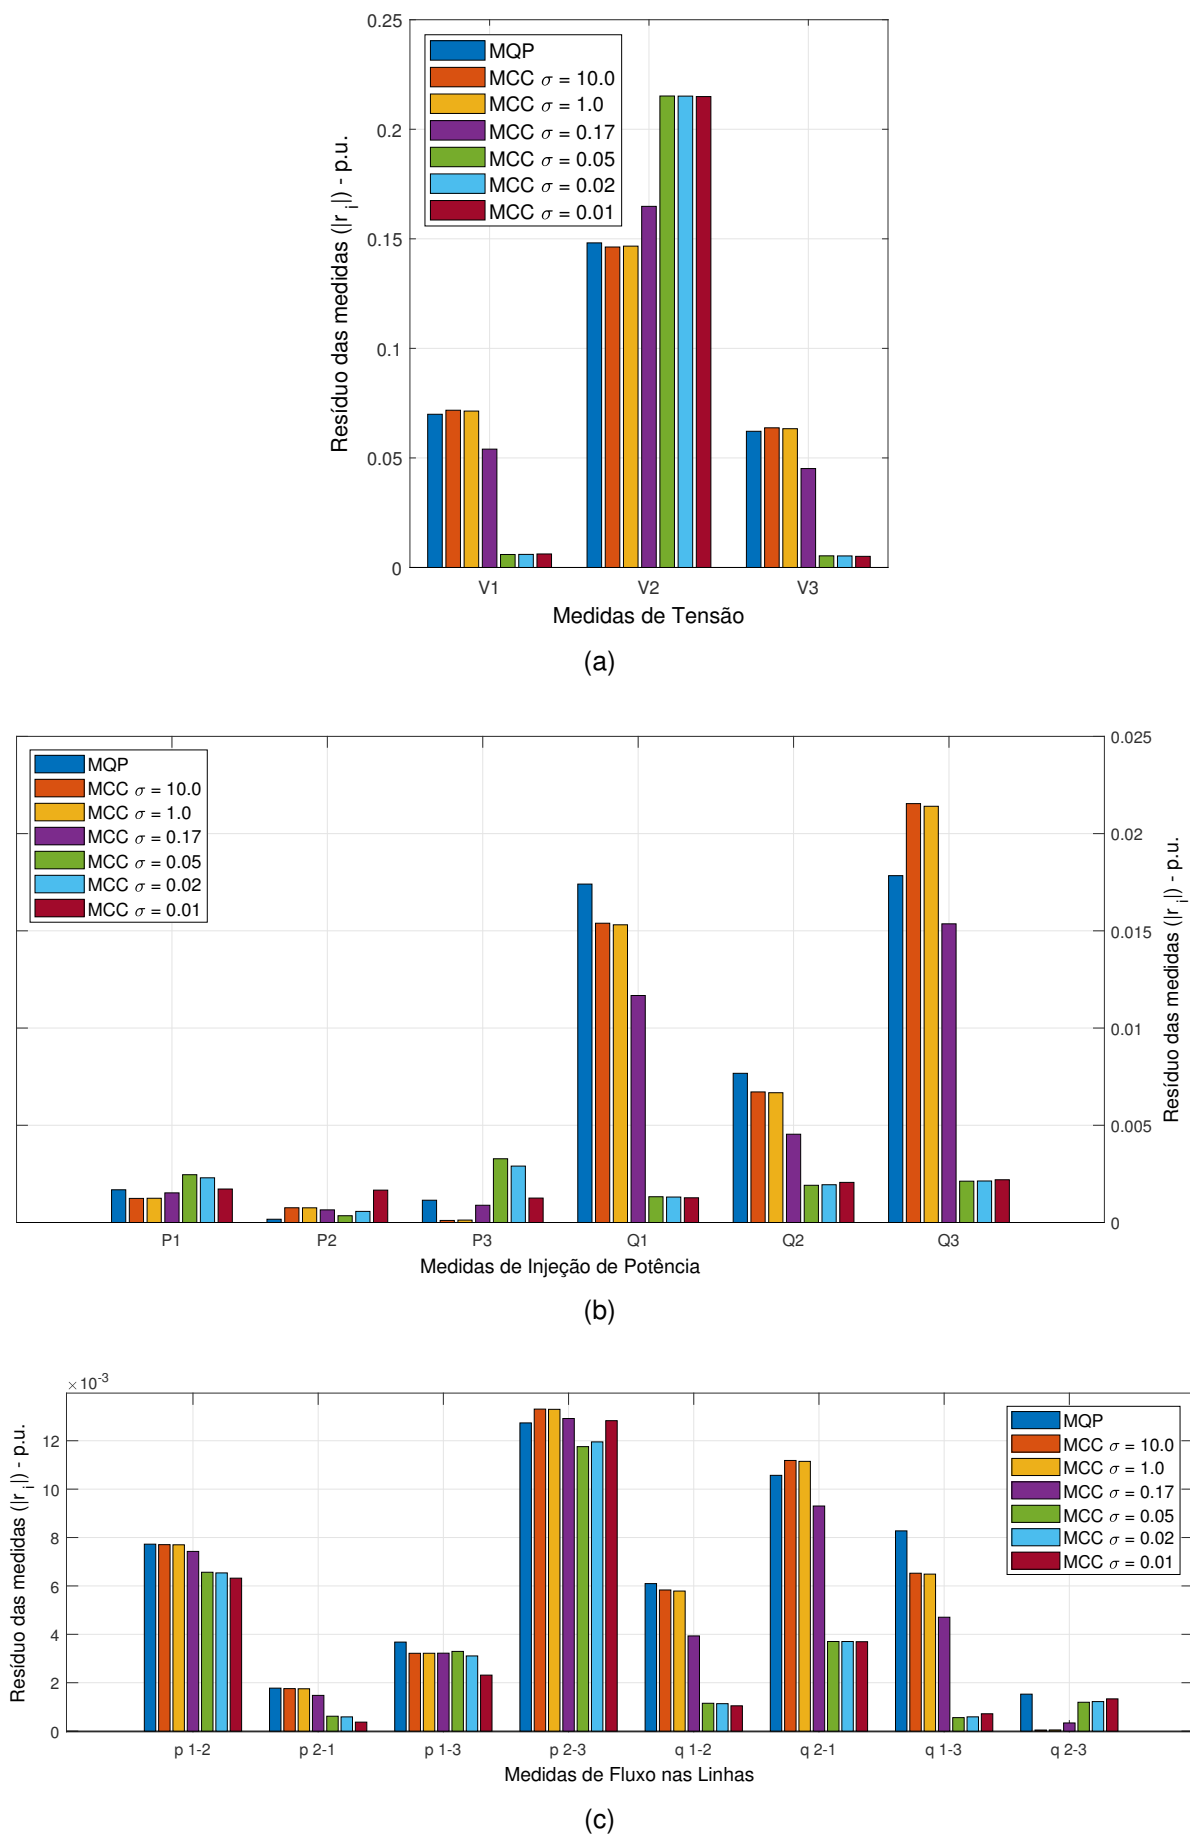 0.25
0.2
0.15
0.1
0.05
0
Resíduo das medidas (|r i|) - p.u.
MQP
MCC σ = 10.0
MCC σ = 1.0
MCC σ = 0.17
MCC σ = 0.05
MCC σ = 0.02
MCC σ = 0.01
V1 V2 V3
Medidas de Tensão
(a)
MQP
MCC σ = 10.0
MCC σ = 1.0
MCC σ = 0.17
MCC σ = 0.05
MCC σ = 0.02
MCC σ = 0.01
0.025
0.02
0.015
0.01
0.005
0
Resíduo das medidas (|r i|) - p.u.
P1 P2 P3 Q1 Q2 Q3
Medidas de Injeção de Potência
(b)
×10-3
12
10
8
6
4
2
0
Resíduo das medidas (|r i|) - p.u.
MQP
MCC σ = 10.0
MCC σ = 1.0
MCC σ = 0.17
MCC σ = 0.05
MCC σ = 0.02
MCC σ = 0.01
p 1-2 p 2-1 p 1-3 p 2-3 q 1-2 q 2-1 q 1-3 q 2-3
Medidas de Fluxo nas Linhas
(c)